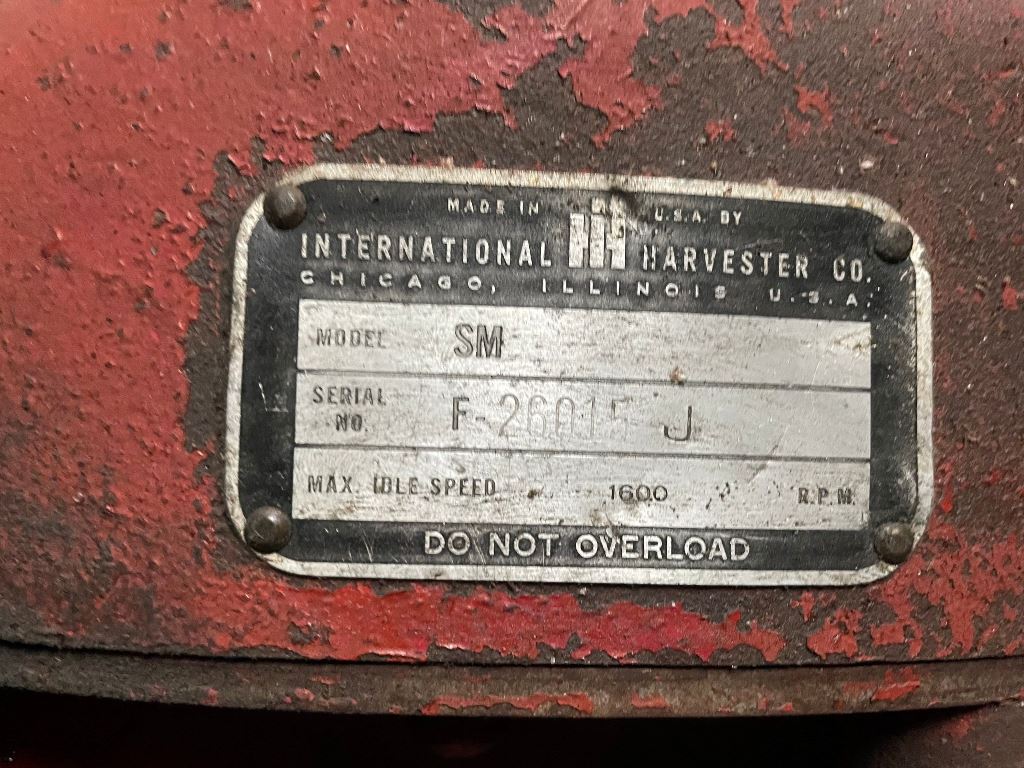 MADE IN IH U.S.A. BY
INTERNATIONAL HARVESTER CO.
CHICAGO, ILLINOIS U.S.A.
MODEL SM
SERIAL NO. F-26015 J
MAX. IDLE SPEED 1600 R.P.M.
DO NOT OVERLOAD